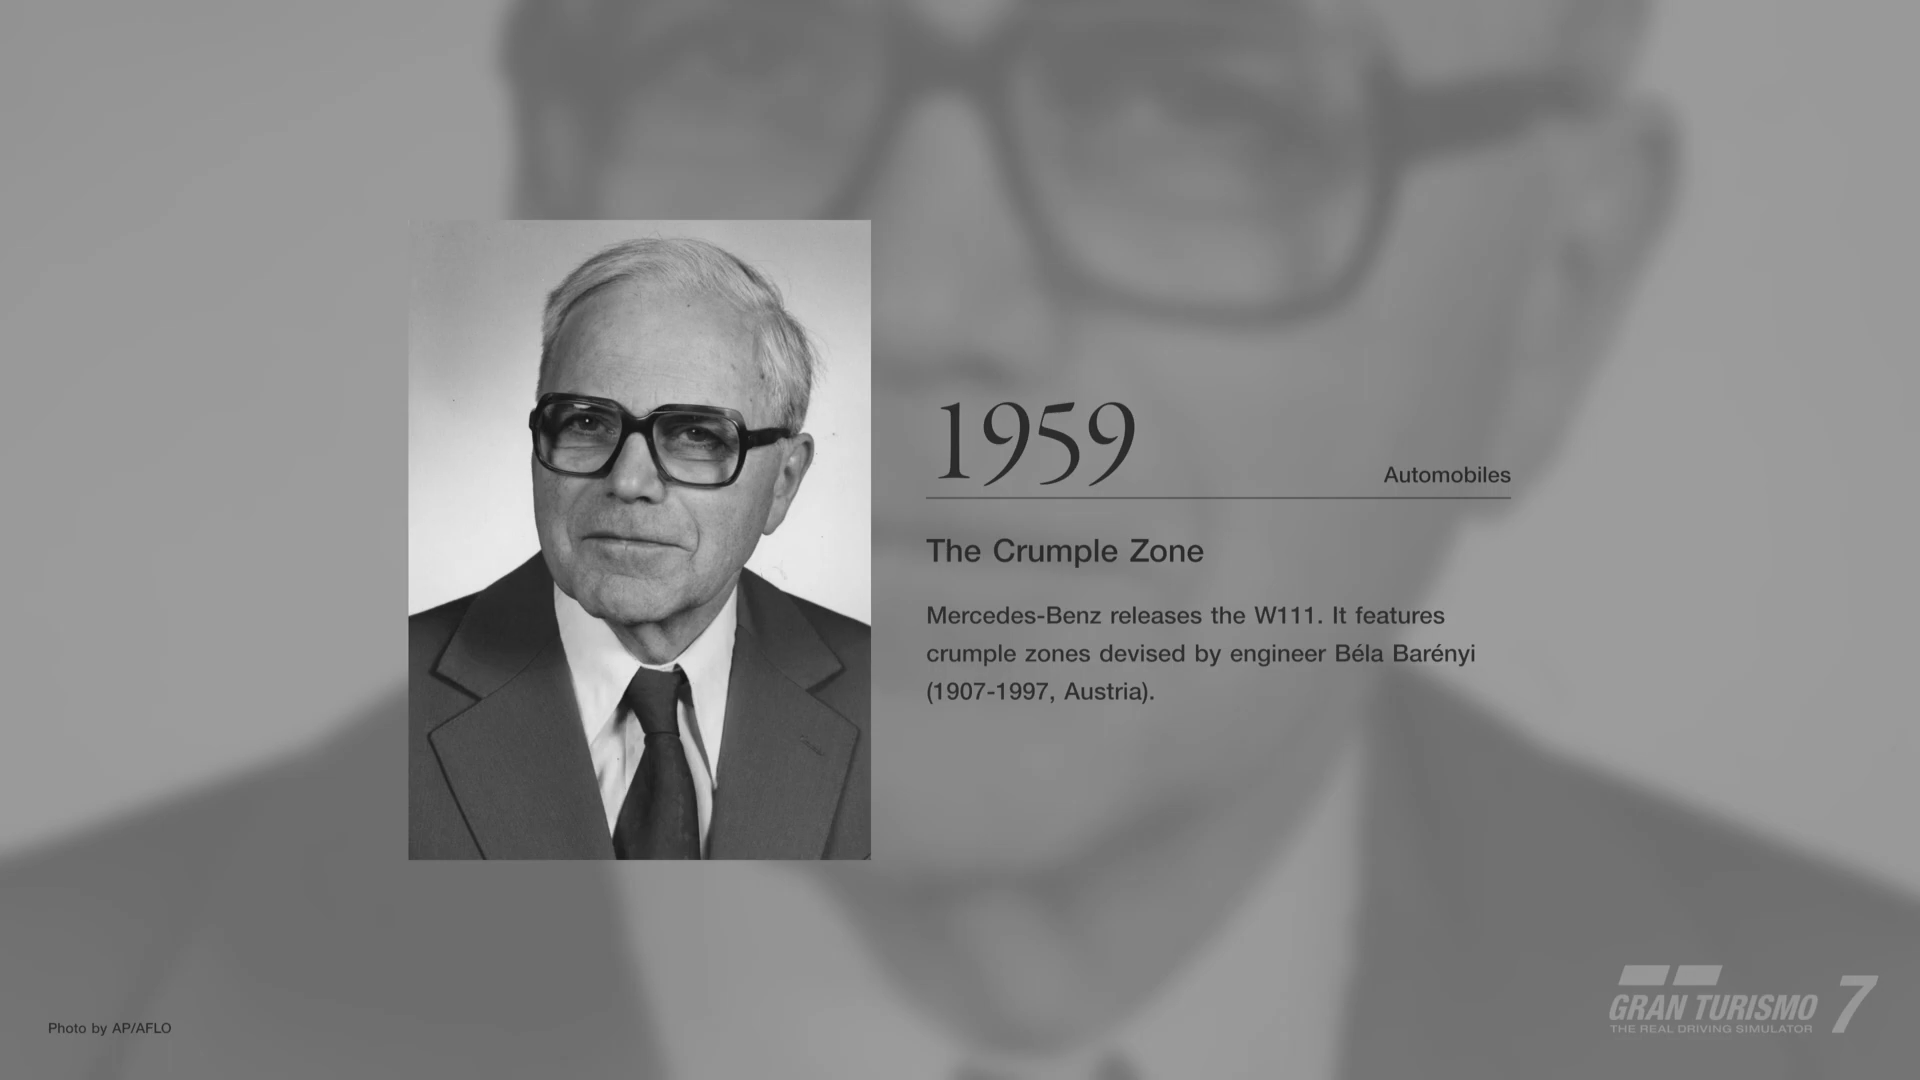 1959
Automobiles
The Crumple Zone
Mercedes-Benz releases the W111. It features
crumple zones devised by engineer Béla Barényi
(1907-1997, Austria).
Photo by AP/AFLO
GRAN TURISMO 7
THE REAL DRIVING SIMULATOR